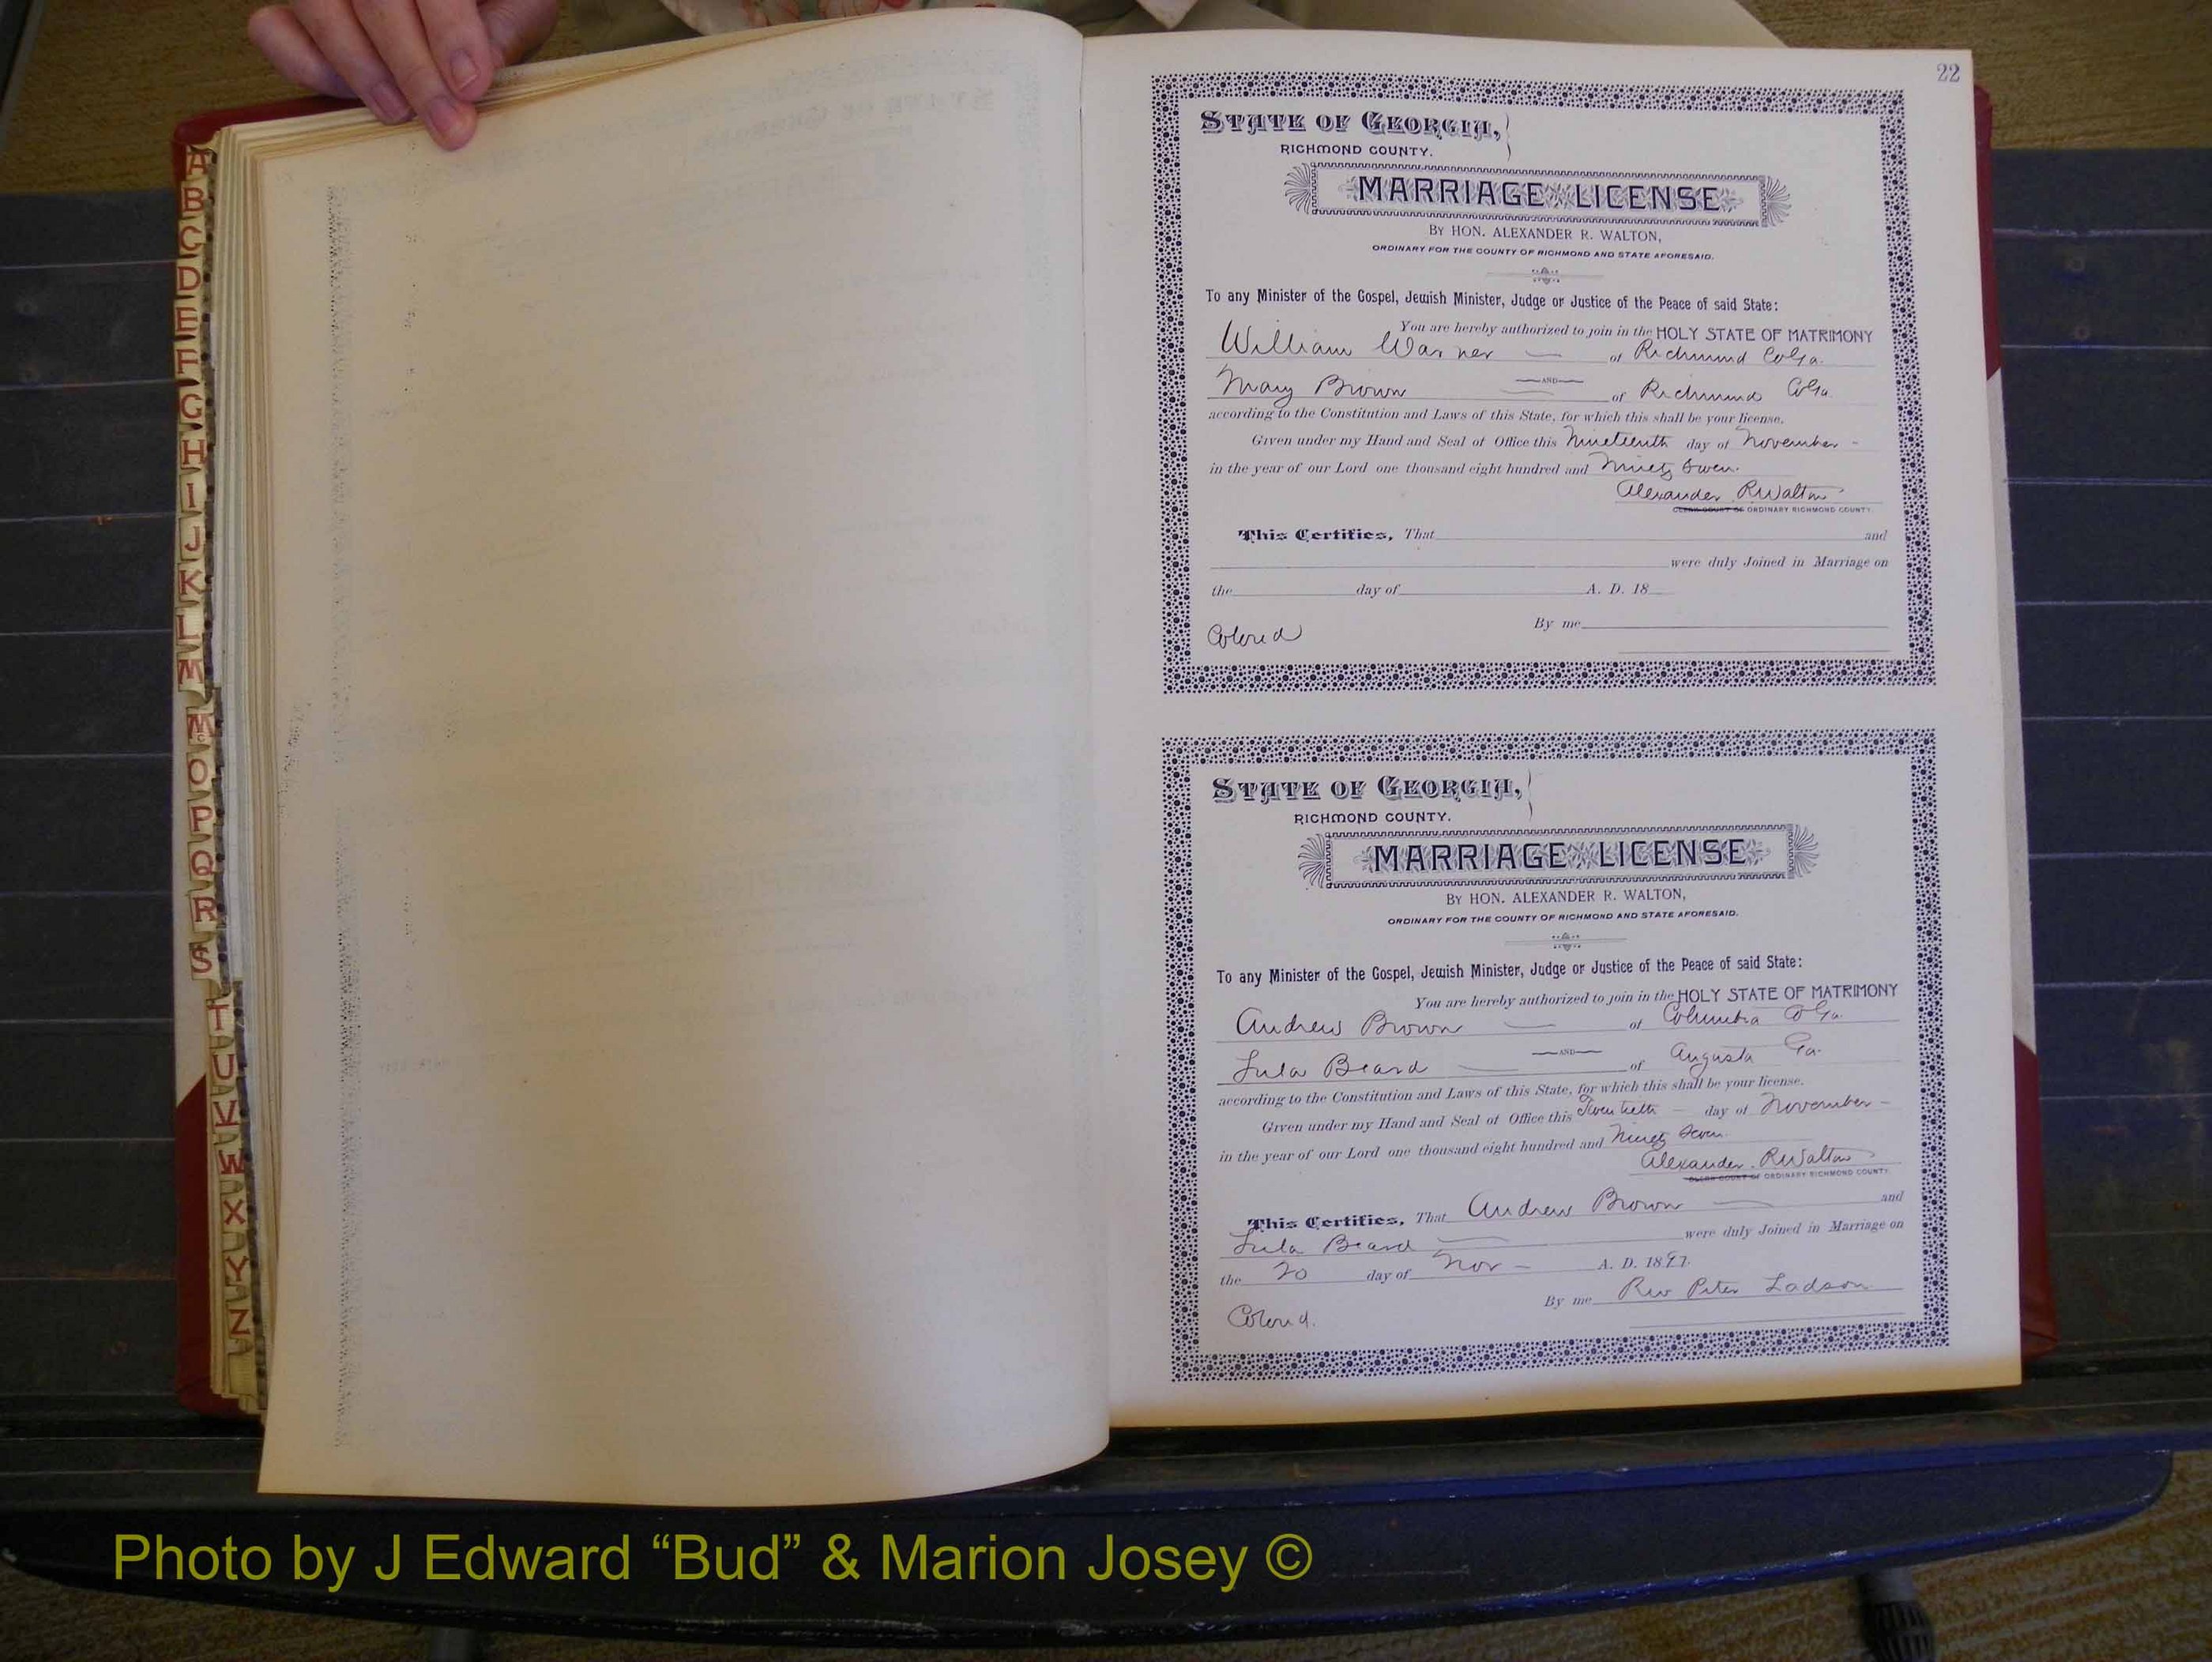 A
B
C
D
E
F
G
H
I
J
K
L
M
Mc
O
P
Q
R
S
T
U
V
W
X
Y
Z
22
STATE OF GEORGIA,
RICHMOND COUNTY.
MARRIAGE LICENSE
BY HON. ALEXANDER R. WALTON,
ORDINARY FOR THE COUNTY OF RICHMOND AND STATE AFORESAID.
To any Minister of the Gospel, Jewish Minister, Judge or Justice of the Peace of said State:
You are hereby authorized to join in the HOLY STATE OF MATRIMONY
William Warner of Richmond Co Ga.
AND
Mary Brown of Richmond Co Ga
according to the Constitution and Laws of this State, for which this shall be your license.
Given under my Hand and Seal of Office this Nineteenth day of November
in the year of our Lord one thousand eight hundred and Ninety Seven.
Alexander R Walton
CLERK COURT OF ORDINARY RICHMOND COUNTY.
This Certifies, That and
were duly Joined in Marriage on
the day of A. D. 18
By me
Colored
STATE OF GEORGIA,
RICHMOND COUNTY.
MARRIAGE LICENSE
BY HON. ALEXANDER R. WALTON,
ORDINARY FOR THE COUNTY OF RICHMOND AND STATE AFORESAID.
To any Minister of the Gospel, Jewish Minister, Judge or Justice of the Peace of said State:
You are hereby authorized to join in the HOLY STATE OF MATRIMONY
Andrew Brown of Columbia Co Ga.
AND
Lula Beard of Augusta Ga.
according to the Constitution and Laws of this State, for which this shall be your license.
Given under my Hand and Seal of Office this Twentieth - day of November -
in the year of our Lord one thousand eight hundred and Ninety Seven.
Alexander R Walton
CLERK COURT OF ORDINARY RICHMOND COUNTY.
This Certifies, That Andrew Brown and
Lula Beard were duly Joined in Marriage on
the 20 day of Nov - A. D. 1897.
By me Rev Peter Ladson
Colored.
Photo by J Edward “Bud” & Marion Josey ©